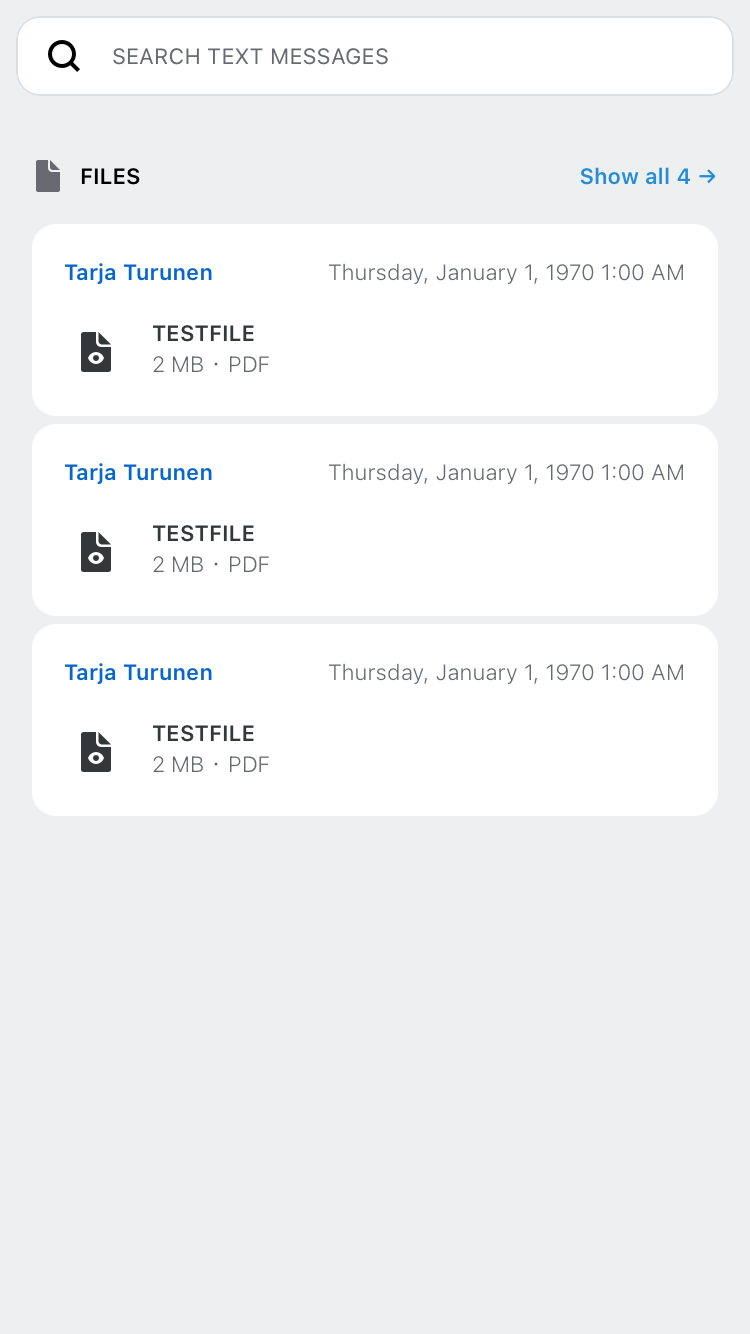 SEARCH TEXT MESSAGES
FILES
Show all 4 →
Tarja Turunen
Thursday, January 1, 1970 1:00 AM
TESTFILE
2 MB · PDF
Tarja Turunen
Thursday, January 1, 1970 1:00 AM
TESTFILE
2 MB · PDF
Tarja Turunen
Thursday, January 1, 1970 1:00 AM
TESTFILE
2 MB · PDF